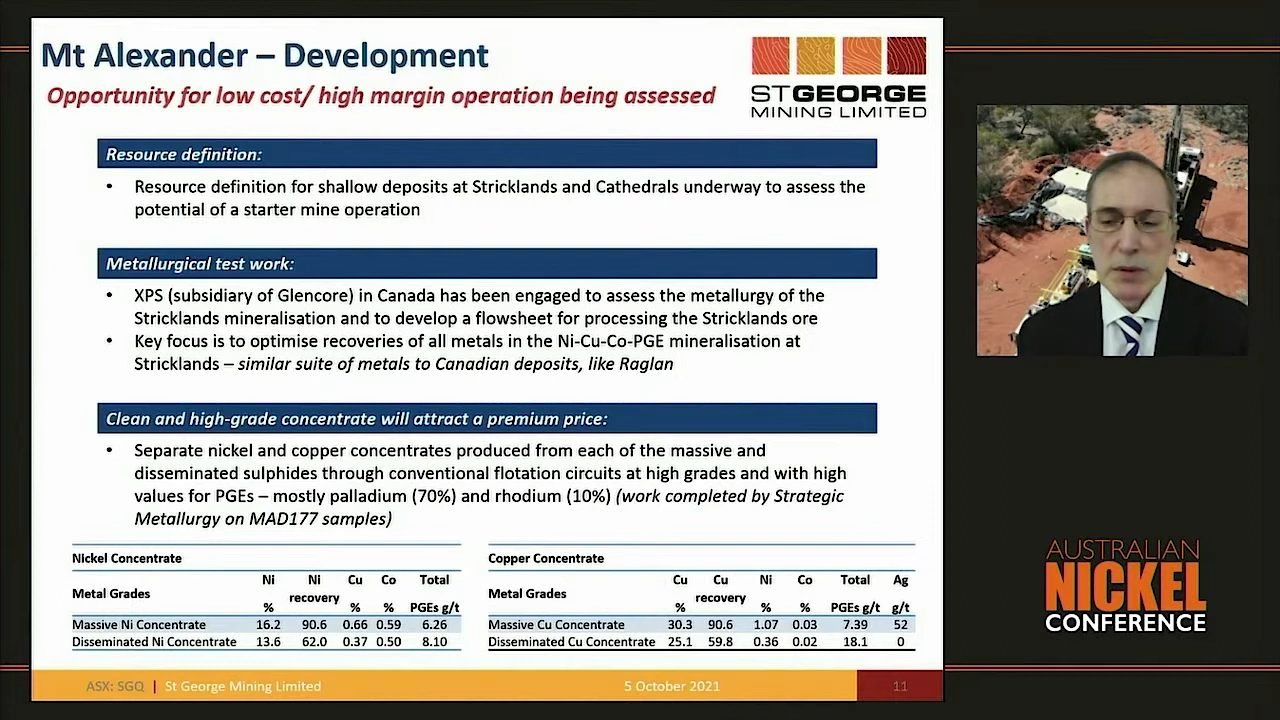 Mt Alexander – Development
Opportunity for low cost/ high margin operation being assessed
STGEORGE
MINING LIMITED
Resource definition:
• Resource definition for shallow deposits at Stricklands and Cathedrals underway to assess the
potential of a starter mine operation
Metallurgical test work:
• XPS (subsidiary of Glencore) in Canada has been engaged to assess the metallurgy of the
Stricklands mineralisation and to develop a flowsheet for processing the Stricklands ore
• Key focus is to optimise recoveries of all metals in the Ni-Cu-Co-PGE mineralisation at
Stricklands – similar suite of metals to Canadian deposits, like Raglan
Clean and high-grade concentrate will attract a premium price:
• Separate nickel and copper concentrates produced from each of the massive and
disseminated sulphides through conventional flotation circuits at high grades and with high
values for PGEs – mostly palladium (70%) and rhodium (10%) (work completed by Strategic
Metallurgy on MAD177 samples)
Nickel Concentrate
Metal Grades Ni % Ni recovery Cu % Co % Total PGEs g/t
Massive Ni Concentrate 16.2 90.6 0.66 0.59 6.26
Disseminated Ni Concentrate 13.6 62.0 0.37 0.50 8.10
Copper Concentrate
Metal Grades Cu % Cu recovery Ni % Co % Total PGEs g/t Ag g/t
Massive Cu Concentrate 30.3 90.6 1.07 0.03 7.39 52
Disseminated Cu Concentrate 25.1 59.8 0.36 0.02 18.1 0
ASX: SGQ | St George Mining Limited 5 October 2021 11
AUSTRALIAN
NICKEL
CONFERENCE